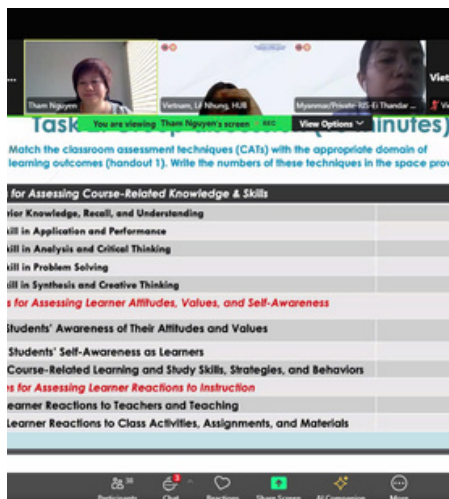 Tham Nguyen
Vietnam, LA Nhung, HUB
Myanmar/Private-RIS-Ei Thandar ...
Viet
You are viewing Tham Nguyen's screen
REC
View Options
Task
minutes)
Match the classroom assessment techniques (CATs) with the appropriate domain of
learning outcomes (handout 1). Write the numbers of these techniques in the space prov
s for Assessing Course-Related Knowledge & Skills
rior Knowledge, Recall, and Understanding
kill in Application and Performance
kill in Analysis and Critical Thinking
kill in Problem Solving
kill in Synthesis and Creative Thinking
s for Assessing Learner Attitudes, Values, and Self-Awareness
Students' Awareness of Their Attitudes and Values
Students' Self-Awareness as Learners
Course-Related Learning and Study Skills, Strategies, and Behaviors
es for Assessing Learner Reactions to Instruction
earner Reactions to Teachers and Teaching
Learner Reactions to Class Activities, Assignments, and Materials
Participants
Chat
Reactions
Share Screen
AI Companion
More